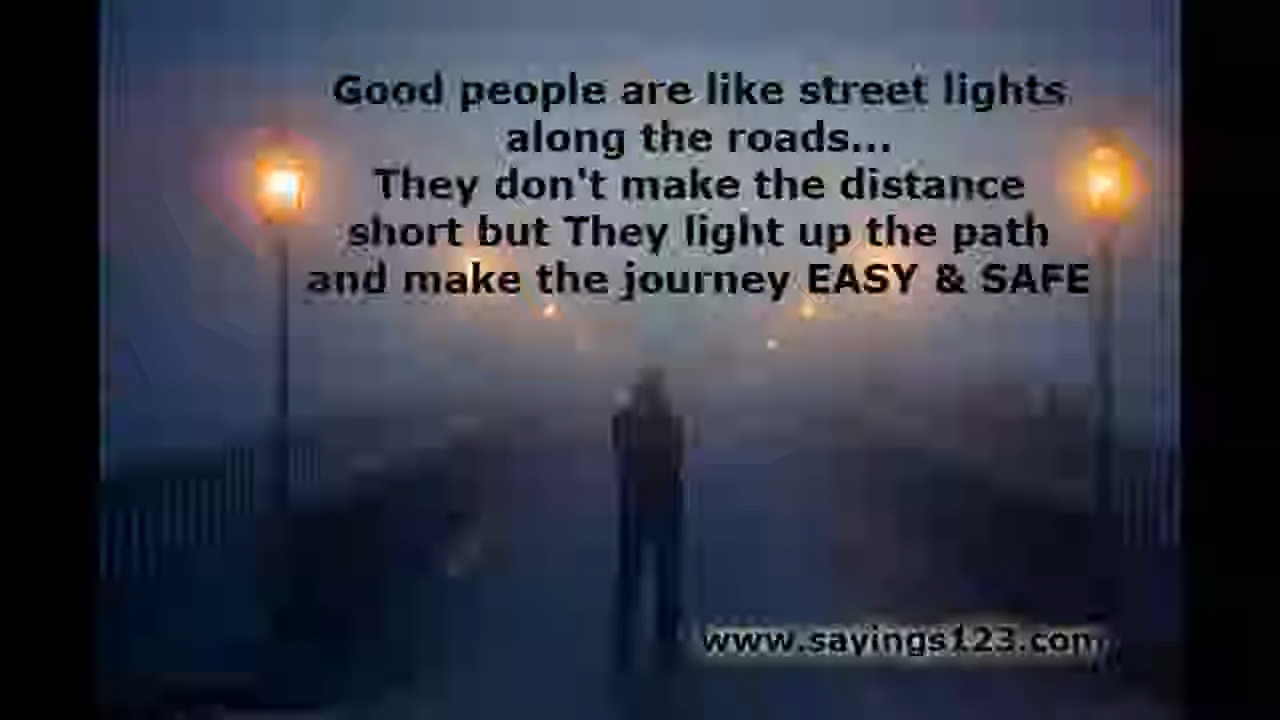 Good people are like street lights
along the roads...
They don't make the distance
short but They light up the path
and make the journey EASY & SAFE
www.sayings123.com